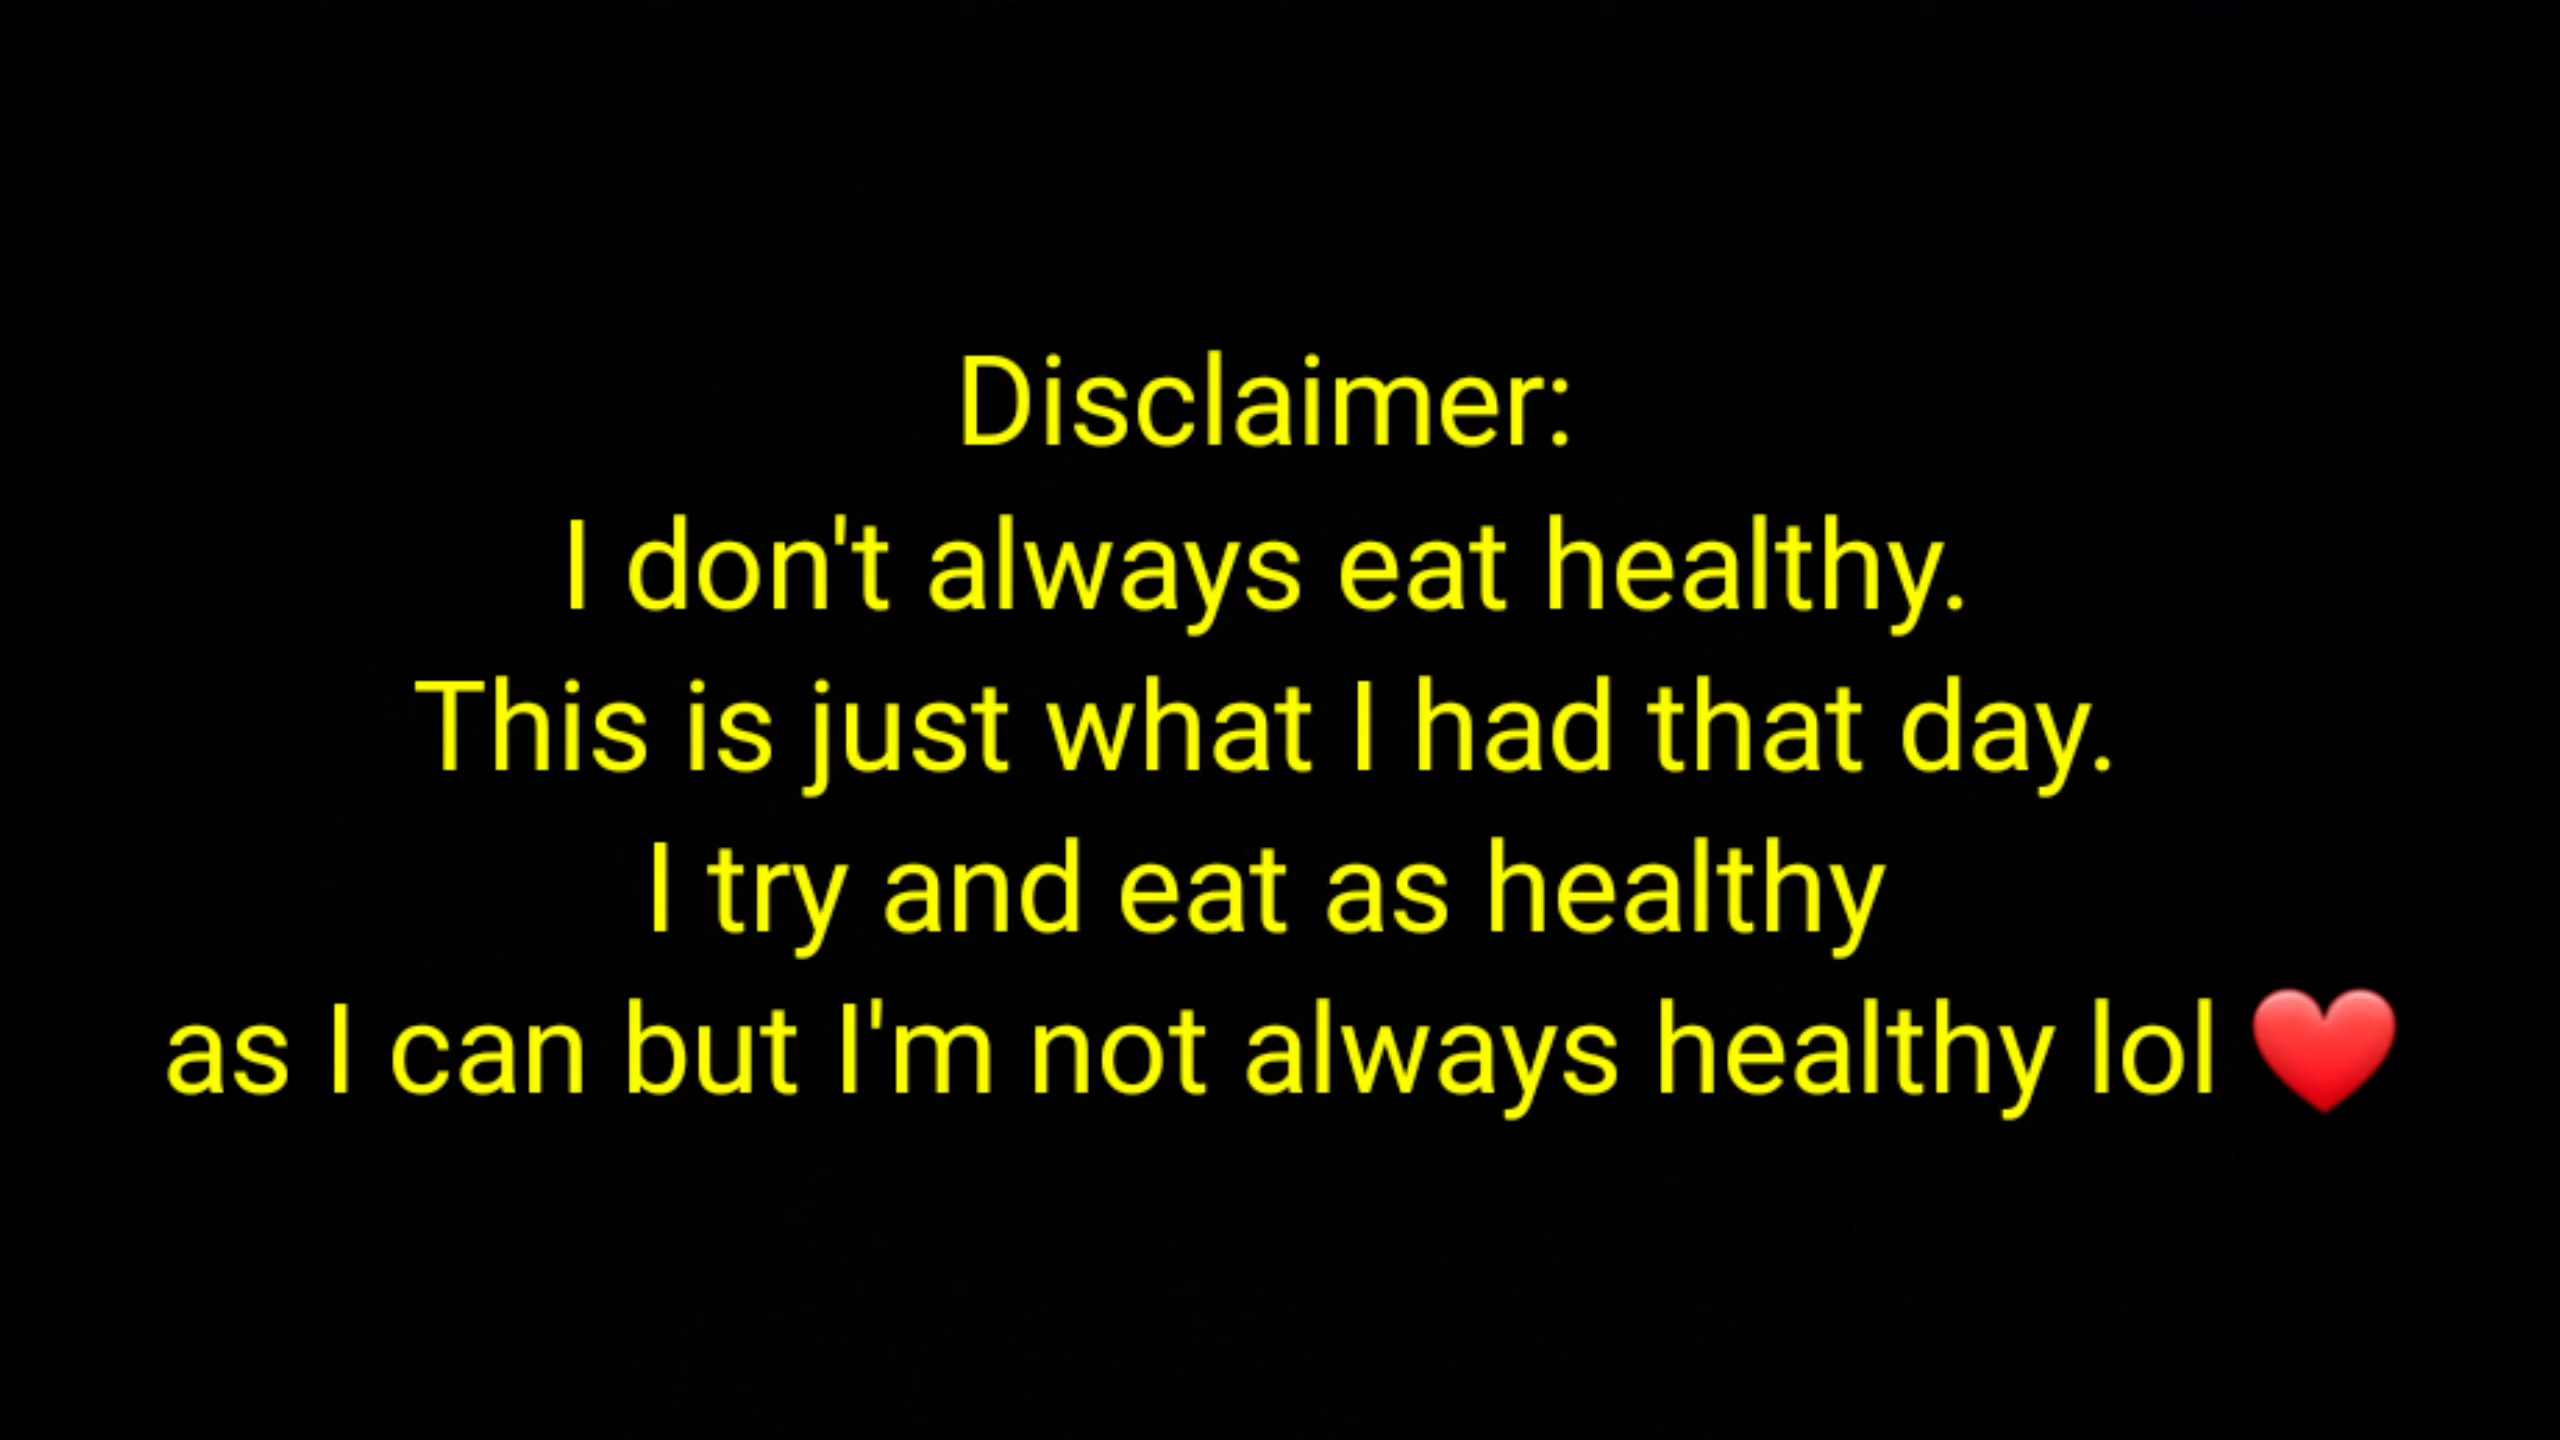 Disclaimer:
I don't always eat healthy.
This is just what I had that day.
I try and eat as healthy
as I can but I'm not always healthy lol ❤️